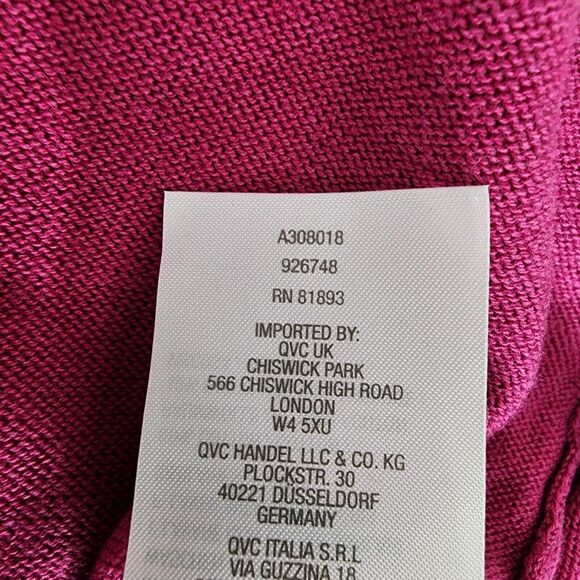 A308018
926748
RN 81893
IMPORTED BY:
QVC UK
CHISWICK PARK
566 CHISWICK HIGH ROAD
LONDON
W4 5XU
QVC HANDEL LLC & CO. KG
PLOCKSTR. 30
40221 DÜSSELDORF
GERMANY
QVC ITALIA S.R.L
VIA GUZZINA 18